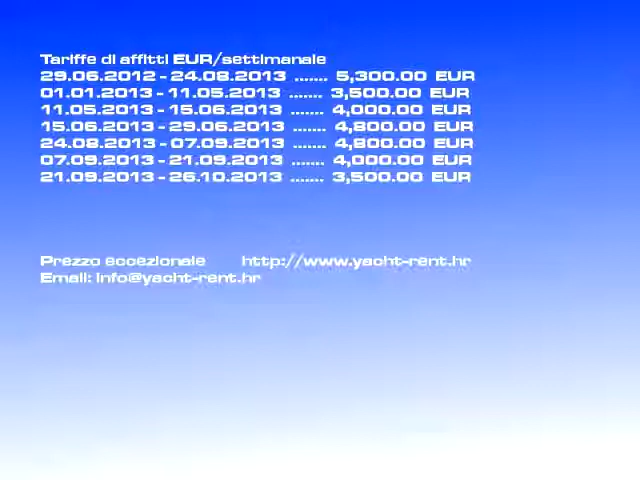 Tariffe di affitti EUR/settimanale
29.06.2012 - 24.08.2013 ....... 5,300.00 EUR
01.01.2013 - 11.05.2013 ....... 3,500.00 EUR
11.05.2013 - 15.06.2013 ....... 4,000.00 EUR
15.06.2013 - 29.06.2013 ....... 4,800.00 EUR
24.08.2013 - 07.09.2013 ....... 4,800.00 EUR
07.09.2013 - 21.09.2013 ....... 4,000.00 EUR
21.09.2013 - 26.10.2013 ....... 3,500.00 EUR
Prezzo eccezionale http://www.yacht-rent.hr
Email: info@yacht-rent.hr